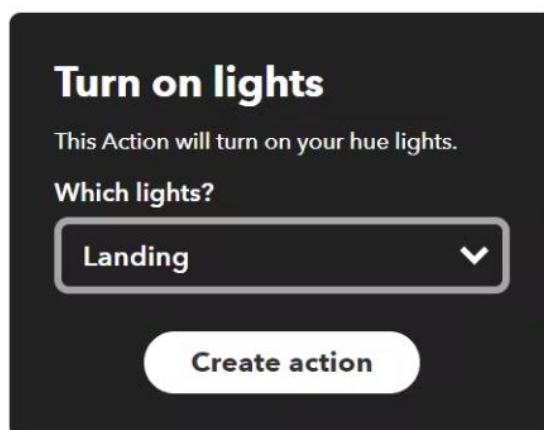 Turn on lights
This Action will turn on your hue lights.
Which lights?
Landing
Create action